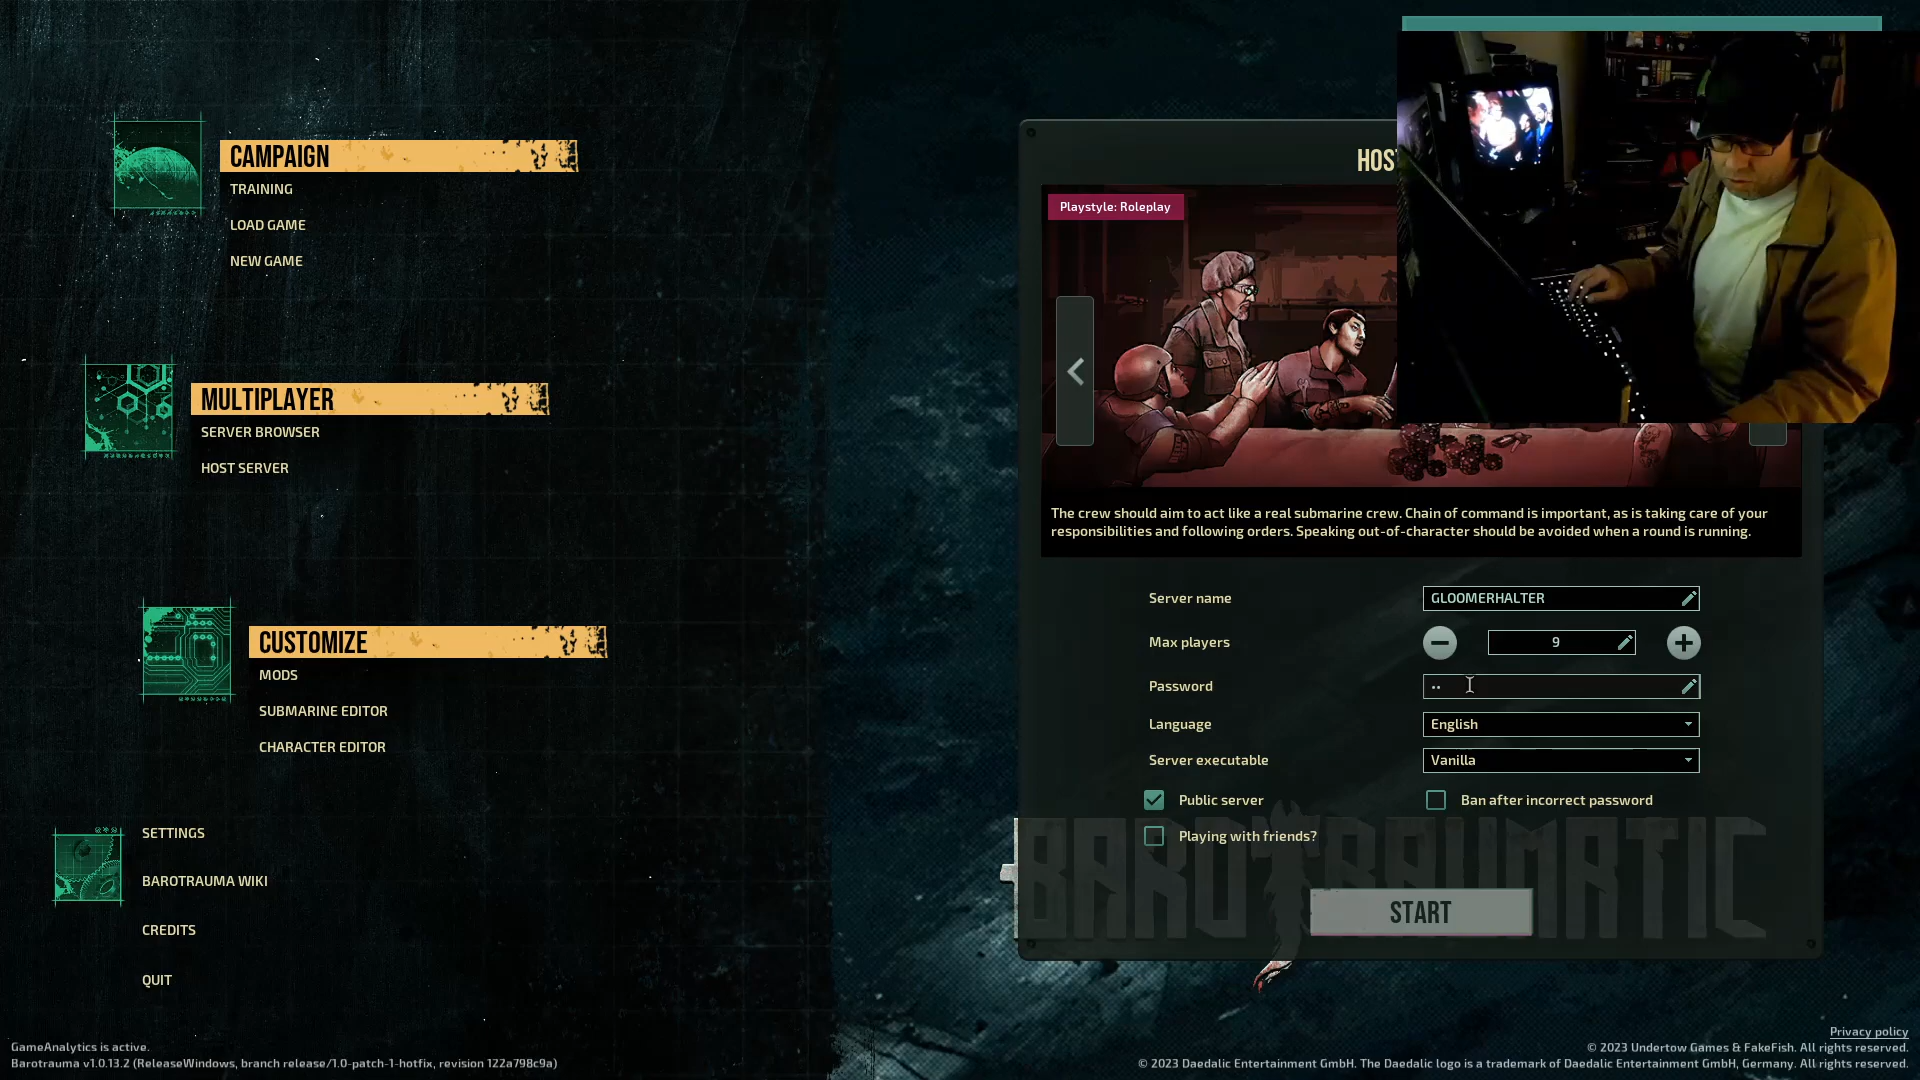 CAMPAIGN
TRAINING
LOAD GAME
NEW GAME
MULTIPLAYER
SERVER BROWSER
HOST SERVER
CUSTOMIZE
MODS
SUBMARINE EDITOR
CHARACTER EDITOR
SETTINGS
BAROTRAUMA WIKI
CREDITS
QUIT
GameAnalytics is active.
Barotrauma v1.0.13.2 (ReleaseWindows, branch release/1.0-patch-1-hotfix, revision 122a798c9a)
HOST
Playstyle: Roleplay
The crew should aim to act like a real submarine crew. Chain of command is important, as is taking care of your
responsibilities and following orders. Speaking out-of-character should be avoided when a round is running.
Server name GLOOMERHALTER
Max players 9
Password ••
Language English
Server executable Vanilla
Public server Ban after incorrect password
Playing with friends?
BAROTRAUMATIC
START
Privacy policy
© 2023 Undertow Games & FakeFish. All rights reserved.
© 2023 Daedalic Entertainment GmbH. The Daedalic logo is a trademark of Daedalic Entertainment GmbH, Germany. All rights reserved.